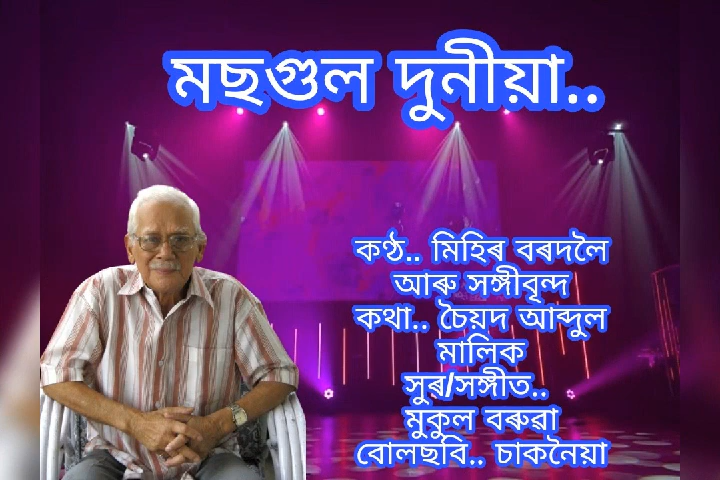 মছগুল দুনীয়া..
কণ্ঠ.. মিহিৰ বৰদলৈ
আৰু সঙ্গীবৃন্দ
কথা.. চৈয়দ আব্দুল
মালিক
সুৰ/সঙ্গীত..
মুকুল বৰুৱা
বোলছবি.. চাকনৈয়া